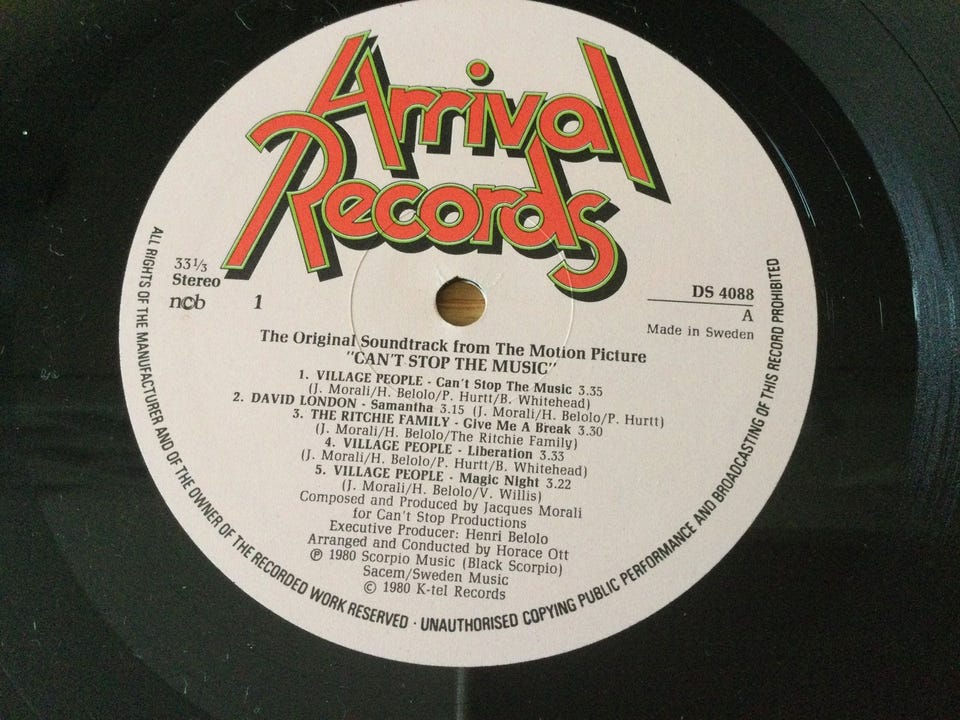 Arrival
Records
33⅓
Stereo
ncb
1
DS 4088
A
Made in Sweden
The Original Soundtrack from The Motion Picture
"CAN'T STOP THE MUSIC"
1. VILLAGE PEOPLE - Can't Stop The Music 3.35
(J. Morali/H. Belolo/P. Hurtt/B. Whitehead)
2. DAVID LONDON - Samantha 3.15 (J. Morali/H. Belolo/P. Hurtt)
3. THE RITCHIE FAMILY - Give Me A Break 3.30
(J. Morali/H. Belolo/The Ritchie Family)
4. VILLAGE PEOPLE - Liberation 3.33
(J. Morali/H. Belolo/P. Hurtt/B. Whitehead)
5. VILLAGE PEOPLE - Magic Night 3.22
(J. Morali/H. Belolo/V. Willis)
Composed and Produced by Jacques Morali
for Can't Stop Productions
Executive Producer: Henri Belolo
Arranged and Conducted by Horace Ott
℗ 1980 Scorpio Music (Black Scorpio)
Sacem/Sweden Music
© 1980 K-tel Records
ALL RIGHTS OF THE MANUFACTURER AND OF THE OWNER OF THE RECORDED WORK RESERVED · UNAUTHORISED COPYING PUBLIC PERFORMANCE AND BROADCASTING OF THIS RECORD PROHIBITED